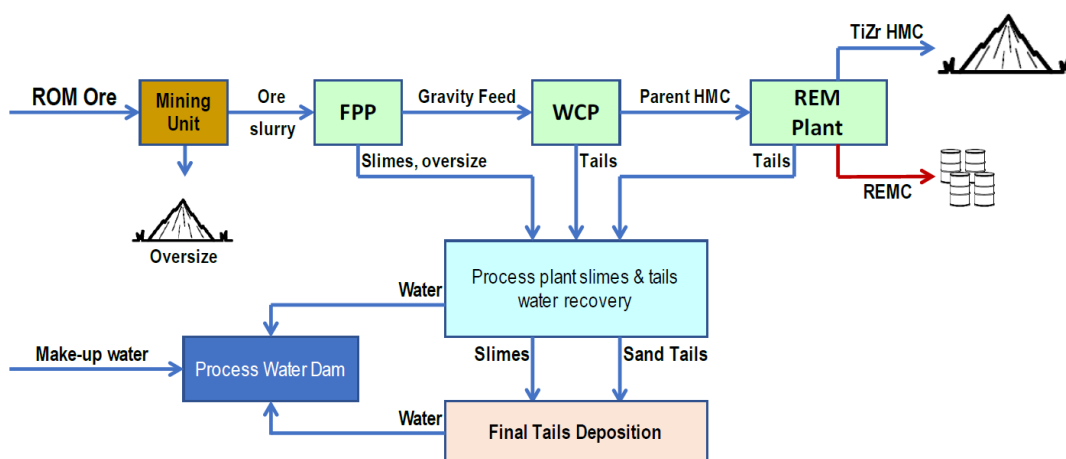 TiZr HMC
ROM Ore
Mining
Unit
Ore
slurry
FPP
Gravity Feed
WCP
Parent HMC
REM
Plant
Slimes, oversize
Tails
Tails
REMC
Oversize
Process plant slimes & tails
water recovery
Water
Make-up water
Process Water Dam
Slimes
Sand Tails
Water
Final Tails Deposition